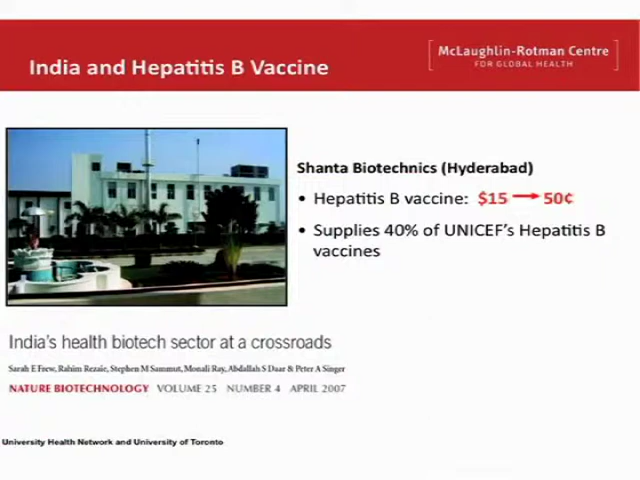 India and Hepatitis B Vaccine
McLaughlin-Rotman Centre
FOR GLOBAL HEALTH
Shanta Biotechnics (Hyderabad)
• Hepatitis B vaccine: $15 → 50¢
• Supplies 40% of UNICEF's Hepatitis B
vaccines
India's health biotech sector at a crossroads
Sarah E Frew, Rahim Rezaie, Stephen M Sammut, Monali Ray, Abdallah S Daar & Peter A Singer
NATURE BIOTECHNOLOGY VOLUME 25 NUMBER 4 APRIL 2007
University Health Network and University of Toronto